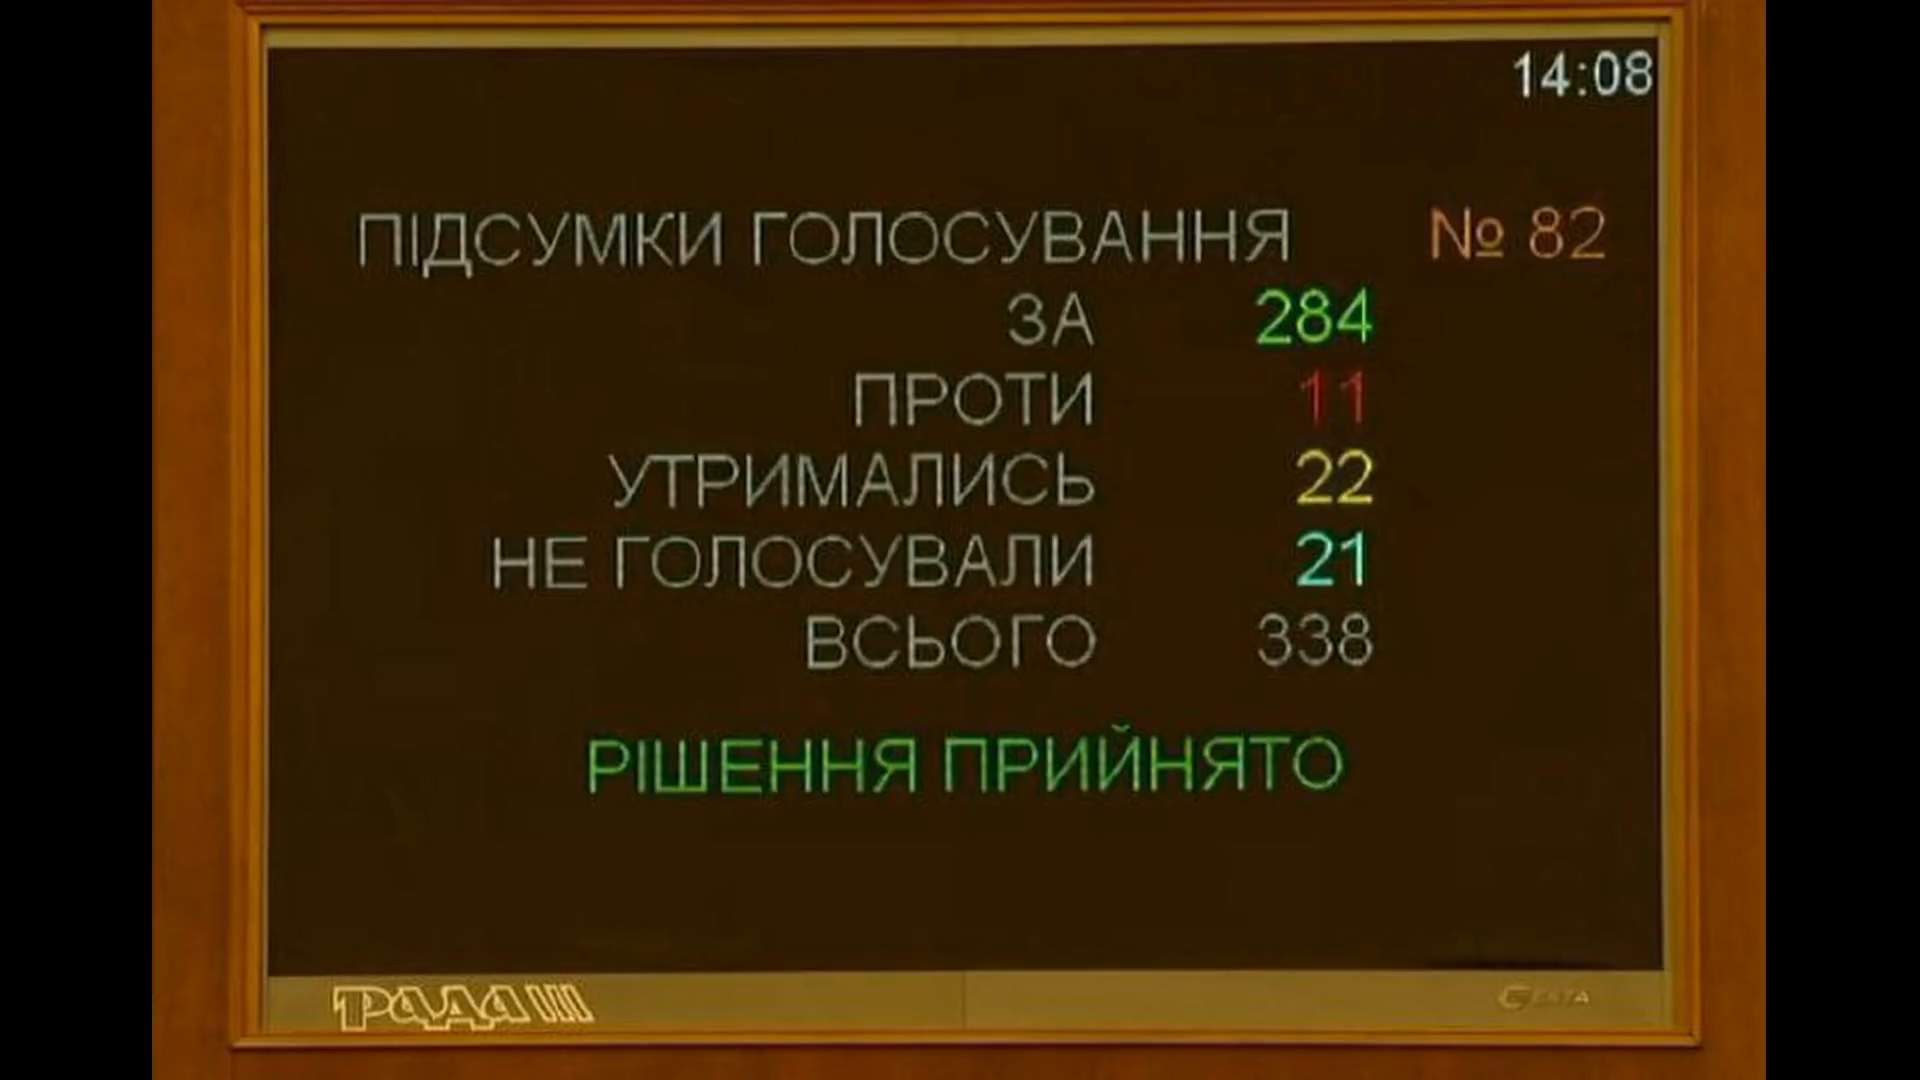 14:08
ПІДСУМКИ ГОЛОСУВАННЯ № 82
ЗА 284
ПРОТИ 11
УТРИМАЛИСЬ 22
НЕ ГОЛОСУВАЛИ 21
ВСЬОГО 338
РІШЕННЯ ПРИЙНЯТО
РАДА III